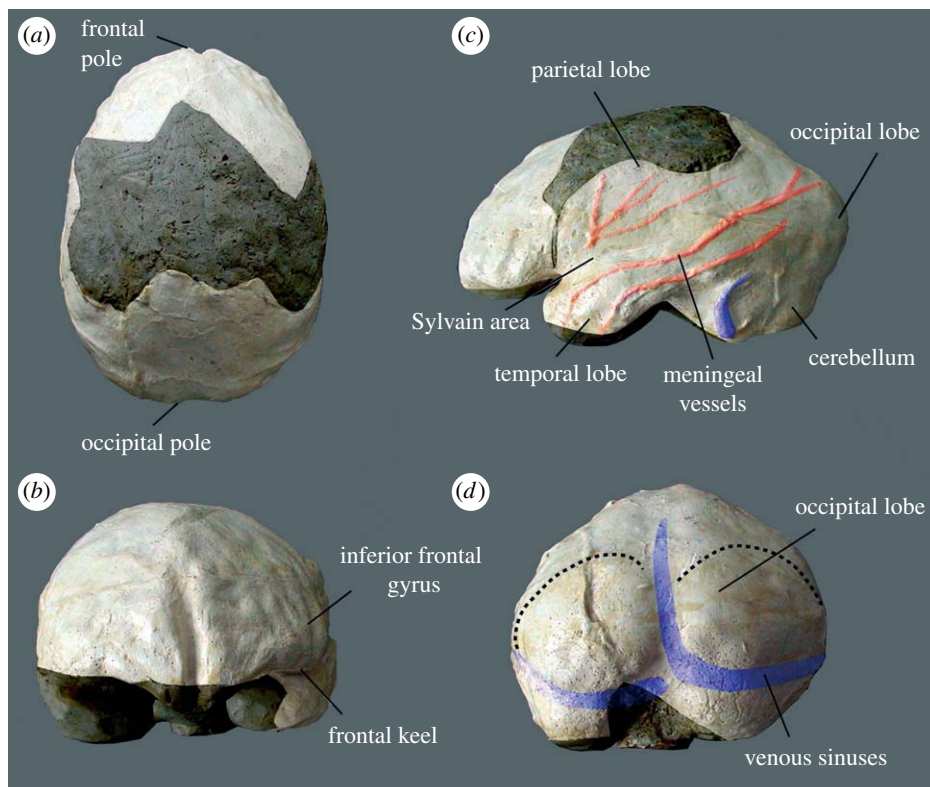 (a)
frontal
pole
occipital pole
(c)
parietal lobe
occipital lobe
Sylvain area
temporal lobe
meningeal
vessels
cerebellum
(b)
inferior frontal
gyrus
frontal keel
(d)
occipital lobe
venous sinuses